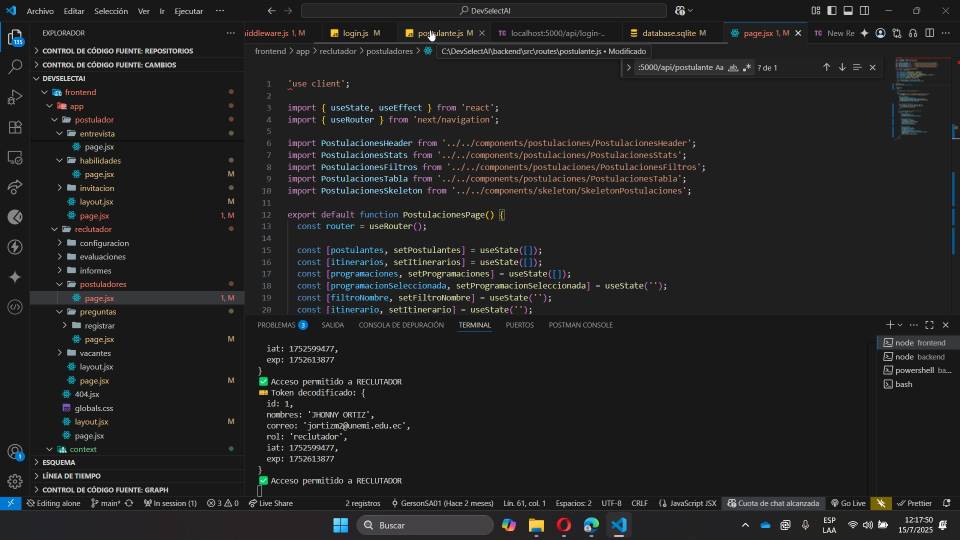 Archivo Editar Selección Ver Ir Ejecutar ···
DevSelectAI
EXPLORADOR
middleware.js 1, M
login.js M
postulante.js M
localhost:5000/api/login-...
database.sqlite M
page.jsx 1, M
New Re
frontend > app > reclutador > postuladores >
C:\DevSelectAI\backend\src\routes\postulante.js • Modificado
:5000/api/postulante
? de 1
CONTROL DE CÓDIGO FUENTE: REPOSITORIOS
CONTROL DE CÓDIGO FUENTE: CAMBIOS
DEVSELECTAI
frontend
app
postulador
entrevista
page.jsx
habilidades
page.jsx
invitacion
layout.jsx
page.jsx 1, M
reclutador
configuracion
evaluaciones
informes
postuladores
page.jsx 1, M
preguntas
registrar
page.jsx M
vacantes
layout.jsx
page.jsx M
404.jsx
globals.css
layout.jsx M
page.jsx
context
ESQUEMA
LÍNEA DE TIEMPO
CONTROL DE CÓDIGO FUENTE: GRAPH
1 'use client';
2
3 import { useState, useEffect } from 'react';
4 import { useRouter } from 'next/navigation';
5
6 import PostulacionesHeader from '../../components/postulaciones/PostulacionesHeader';
7 import PostulacionesStats from '../../components/postulaciones/PostulacionesStats';
8 import PostulacionesFiltros from '../../components/postulaciones/PostulacionesFiltros';
9 import PostulacionesTabla from '../../components/postulaciones/PostulacionesTabla';
10 import PostulacionesSkeleton from '../../components/skeleton/SkeletonPostulaciones';
11
12 export default function PostulacionesPage() {
13 const router = useRouter();
14
15 const [postulantes, setPostulantes] = useState([]);
16 const [itinerarios, setItinerarios] = useState([]);
17 const [programaciones, setProgramaciones] = useState([]);
18 const [programacionSeleccionada, setProgramacionSeleccionada] = useState('');
19 const [filtroNombre, setFiltroNombre] = useState('');
20 const [itinerario, setItinerario] = useState('');
PROBLEMAS 3 SALIDA CONSOLA DE DEPURACIÓN TERMINAL PUERTOS POSTMAN CONSOLE
iat: 1752599477,
exp: 1752613877
}
✅ Acceso permitido a RECLUTADOR
🎫 Token decodificado: {
id: 1,
nombres: 'JHONNY ORTIZ',
correo: 'jortizm2@unemi.edu.ec',
rol: 'reclutador',
iat: 1752599477,
exp: 1752613877
}
✅ Acceso permitido a RECLUTADOR
node frontend
node backend
powershell ba...
bash
Editing alone main* In session (1) 3 0 Live Share 2 registros GersonSA01 (Hace 2 meses) Lín. 61, col. 1 Espacios: 2 UTF-8 CRLF JavaScript JSX Cuota de chat alcanzada Go Live Prettier
Buscar
ESP
LAA
12:17:50
15/7/2025